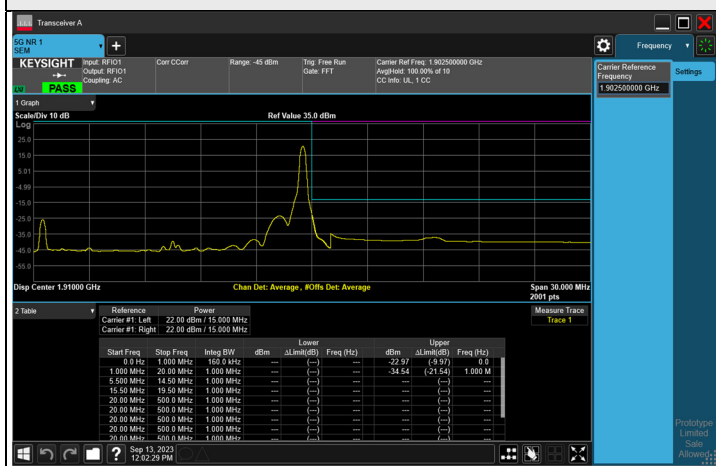 Transceiver A
5G NR 1
SEM
Frequency
KEYSIGHT
Input: RFIO1
Output: RFIO1
Coupling: AC
Corr CCorr
Range: -45 dBm
Trig: Free Run
Gate: FFT
Carrier Ref Freq: 1.902500000 GHz
Avg|Hold: 100.00% of 10
CC Info: UL, 1 CC
PASS
Carrier Reference
Frequency
1.902500000 GHz
Settings
1 Graph
Scale/Div 10 dB
Ref Value 35.0 dBm
Log
25.0
15.0
5.01
-4.99
-15.0
-25.0
-35.0
-45.0
-55.0
Disp Center 1.91000 GHz
Chan Det: Average, #Offs Det: Average
Span 30.000 MHz
2001 pts
2 Table
Reference Power
Carrier #1: Left 22.00 dBm / 15.000 MHz
Carrier #1: Right 22.00 dBm / 15.000 MHz
Measure Trace
Trace 1
Lower Upper
Start Freq Stop Freq Integ BW dBm ΔLimit(dB) Freq (Hz) dBm ΔLimit(dB) Freq (Hz)
0.0 Hz 1.000 MHz 160.0 kHz --- (---) --- -22.97 (-9.97) 0.0
1.000 MHz 20.00 MHz 1.000 MHz --- (---) --- -34.54 (-21.54) 1.000 M
5.500 MHz 14.50 MHz 1.000 MHz --- (---) --- --- (---) ---
15.50 MHz 19.50 MHz 1.000 MHz --- (---) --- --- (---) ---
20.00 MHz 500.0 MHz 1.000 MHz --- (---) --- --- (---) ---
20.00 MHz 500.0 MHz 1.000 MHz --- (---) --- --- (---) ---
20.00 MHz 500.0 MHz 1.000 MHz --- (---) --- --- (---) ---
20.00 MHz 500.0 MHz 1.000 MHz --- (---) --- --- (---) ---
Prototype
Limited
Sale
Allowed
Sep 13, 2023
12:02:29 PM